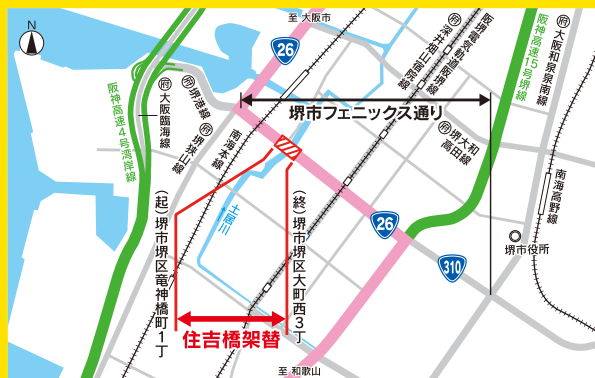 N
至 大阪市
26
阪神高速4号湾岸線
府 大阪臨海線
府 堺港線
府 堺狭山線
南海本線
府 深井畑山宿院線
阪堺電気軌道阪堺線
阪神高速15号堺線
府 大阪和泉泉南線
堺市フェニックス通り
府 堺大和高田線
南海高野線
土居川
26
310
堺市役所
(起)堺市堺区竜神橋町1丁
(終)堺市堺区大町西3丁
住吉橋架替
至 和歌山